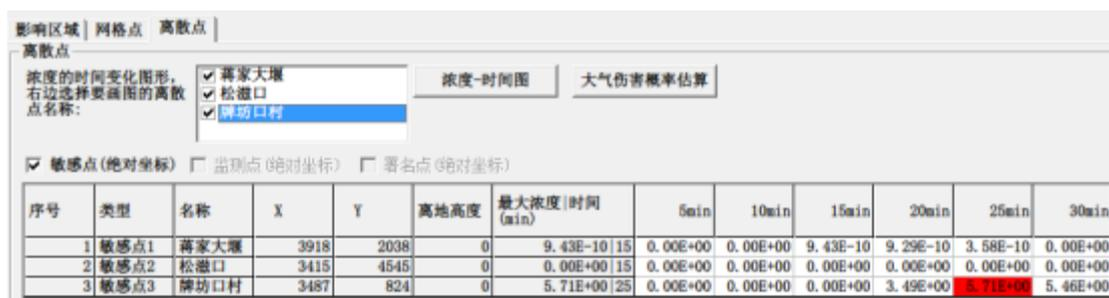 影响区域 网格点 离散点
离散点
浓度的时间变化图形,
右边选择要画图的离散
点名称:
蒋家大堰
松滋口
牌坊口村
浓度-时间图 大气伤害概率估算
敏感点(绝对坐标) 监测点(绝对坐标) 署名点(绝对坐标)
序号 类型 名称 X Y 离地高度 最大浓度|时间(min) 5min 10min 15min 20min 25min 30min
1 敏感点1 蒋家大堰 3918 2038 0 9.43E-10|15 0.00E+00 0.00E+00 9.43E-10 9.29E-10 3.58E-10 0.00E+00
2 敏感点2 松滋口 3415 4545 0 0.00E+00|15 0.00E+00 0.00E+00 0.00E+00 0.00E+00 0.00E+00 0.00E+00
3 敏感点3 牌坊口村 3487 824 0 5.71E+00|25 0.00E+00 0.00E+00 0.00E+00 3.49E+00 5.71E+00 5.46E+00